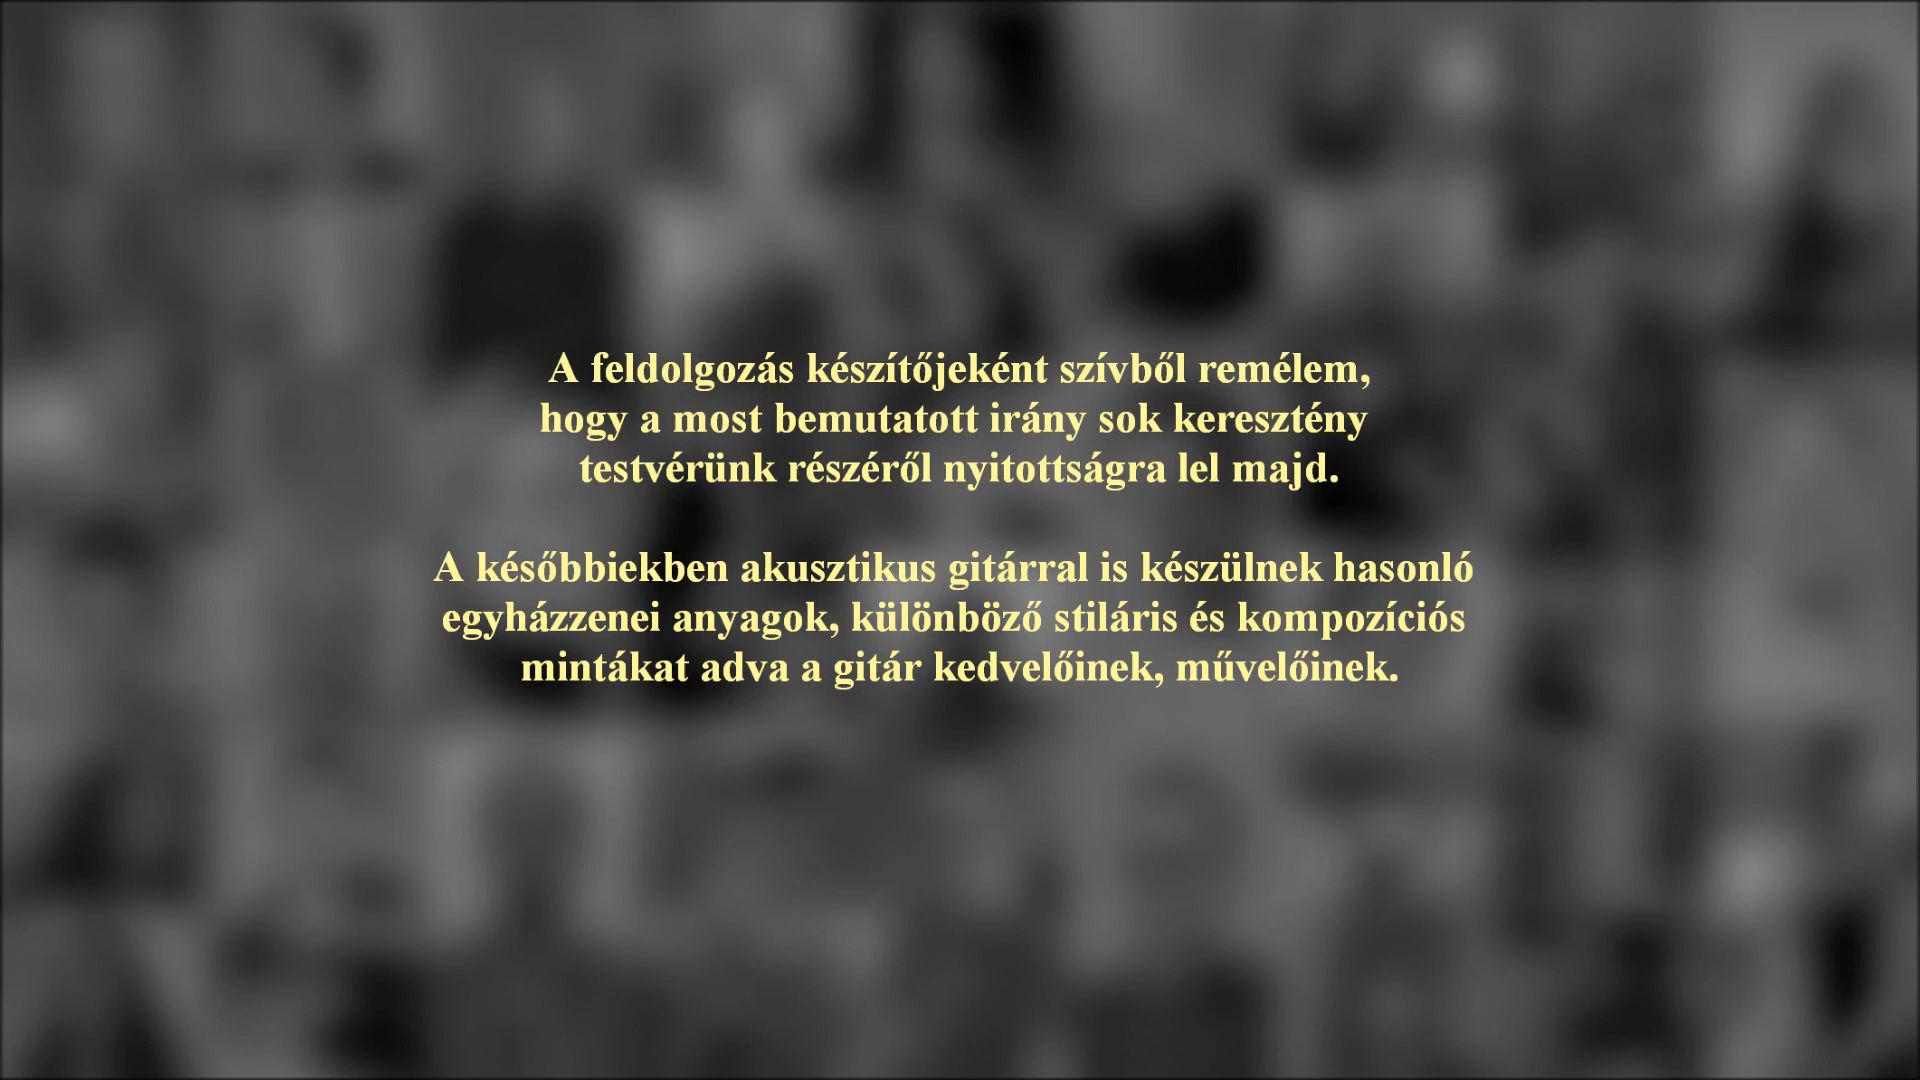 A feldolgozás készítőjeként szívből remélem,
hogy a most bemutatott irány sok keresztény
testvérünk részéről nyitottságra lel majd.
A későbbiekben akusztikus gitárral is készülnek hasonló
egyházzenei anyagok, különböző stiláris és kompozíciós
mintákat adva a gitár kedvelőinek, művelőinek.